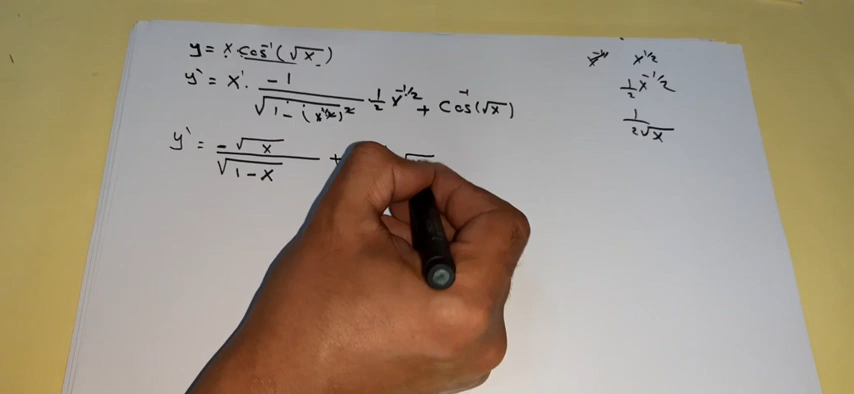 y = x cos⁻¹(√x)
y' = x¹ · -1 / √(1 - (x^1/2)²) · 1/2 x^-1/2 + Cos⁻¹(√x)
y' = -√x / √(1-x) +
x^1/2
1/2 x^-1/2
1 / 2√x